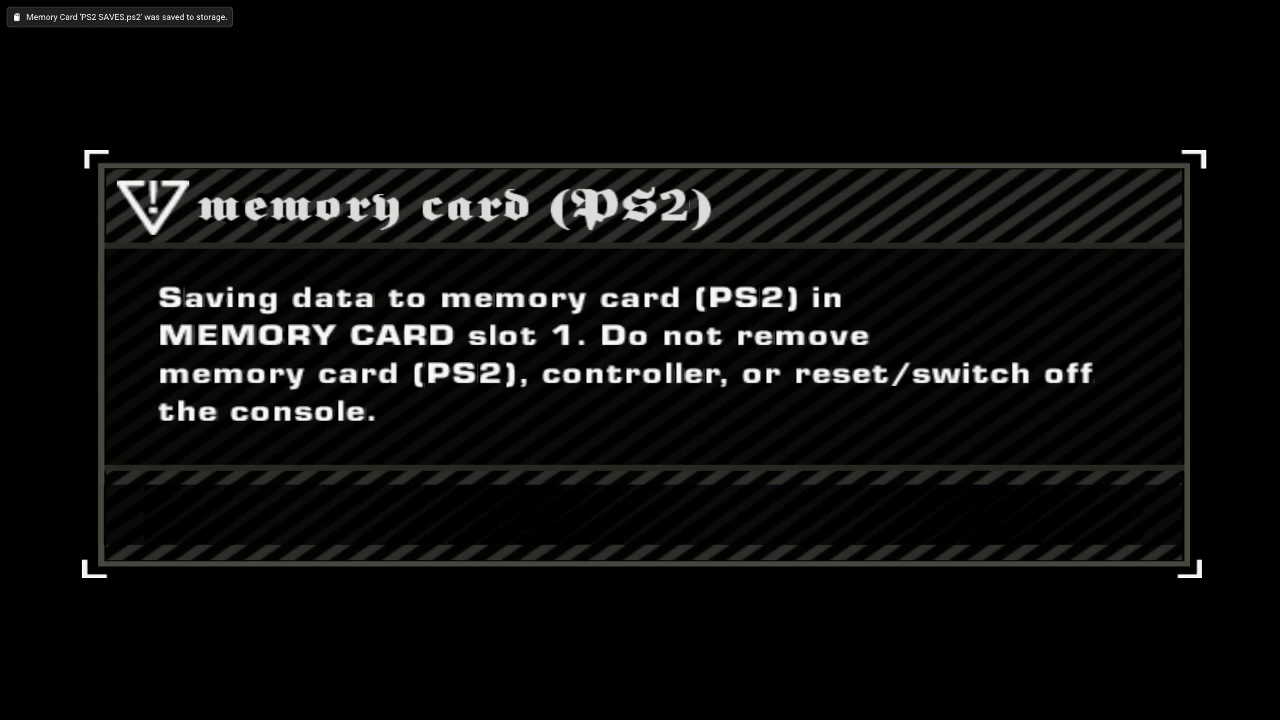 Memory Card 'PS2 SAVES.ps2' was saved to storage.
memory card (PS2)
Saving data to memory card (PS2) in
MEMORY CARD slot 1. Do not remove
memory card (PS2), controller, or reset/switch off
the console.